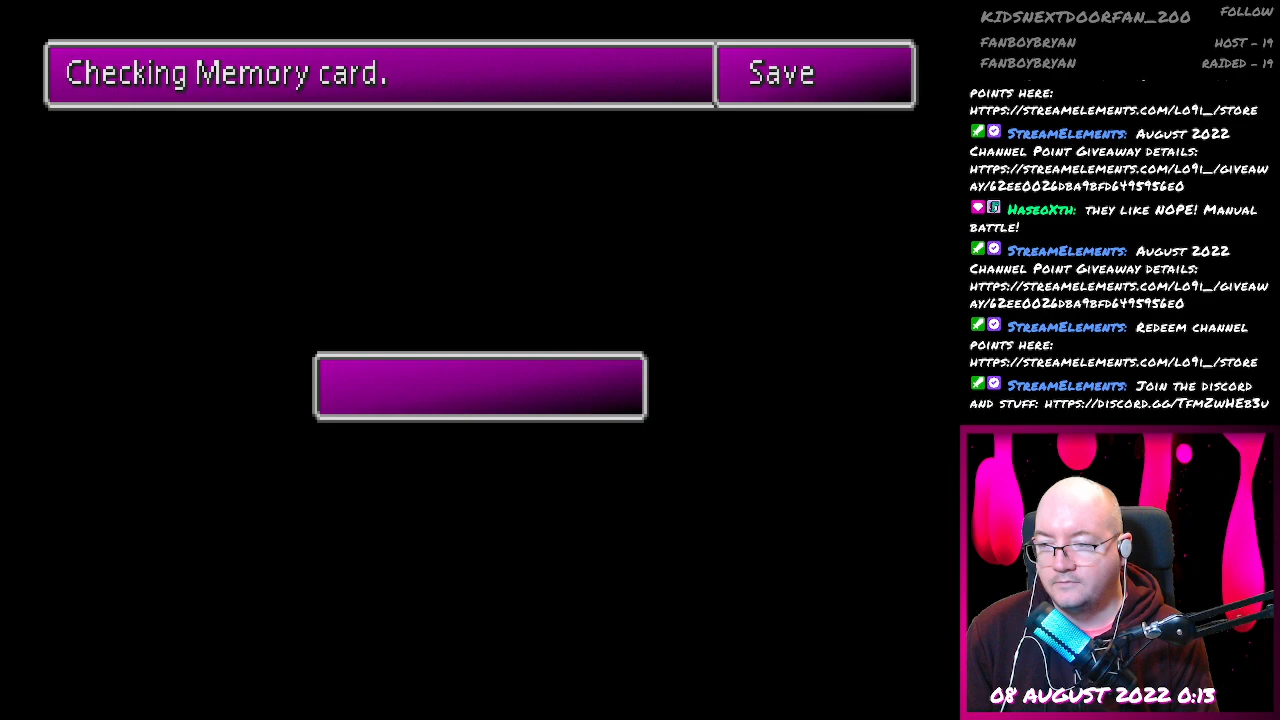 Checking Memory card.
Save
KIDSNEXTDOORFAN_200 FOLLOW
FANBOYBRYAN HOST - 19
FANBOYBRYAN RAIDED - 19
POINTS HERE:
HTTPS://STREAMELEMENTS.COM/LO9I_/STORE
STREAMELEMENTS: AUGUST 2022
CHANNEL POINT GIVEAWAY DETAILS:
HTTPS://STREAMELEMENTS.COM/LO9I_/GIVEAW
AY/62EE0026DBA9BFD6495956E0
HASEOXTH: THEY LIKE NOPE! MANUAL
BATTLE!
STREAMELEMENTS: AUGUST 2022
CHANNEL POINT GIVEAWAY DETAILS:
HTTPS://STREAMELEMENTS.COM/LO9I_/GIVEAW
AY/62EE0026DBA9BFD6495956E0
STREAMELEMENTS: REDEEM CHANNEL
POINTS HERE:
HTTPS://STREAMELEMENTS.COM/LO9I_/STORE
STREAMELEMENTS: JOIN THE DISCORD
AND STUFF: HTTPS://DISCORD.GG/TFMZWHEB3U
08 AUGUST 2022 0:13